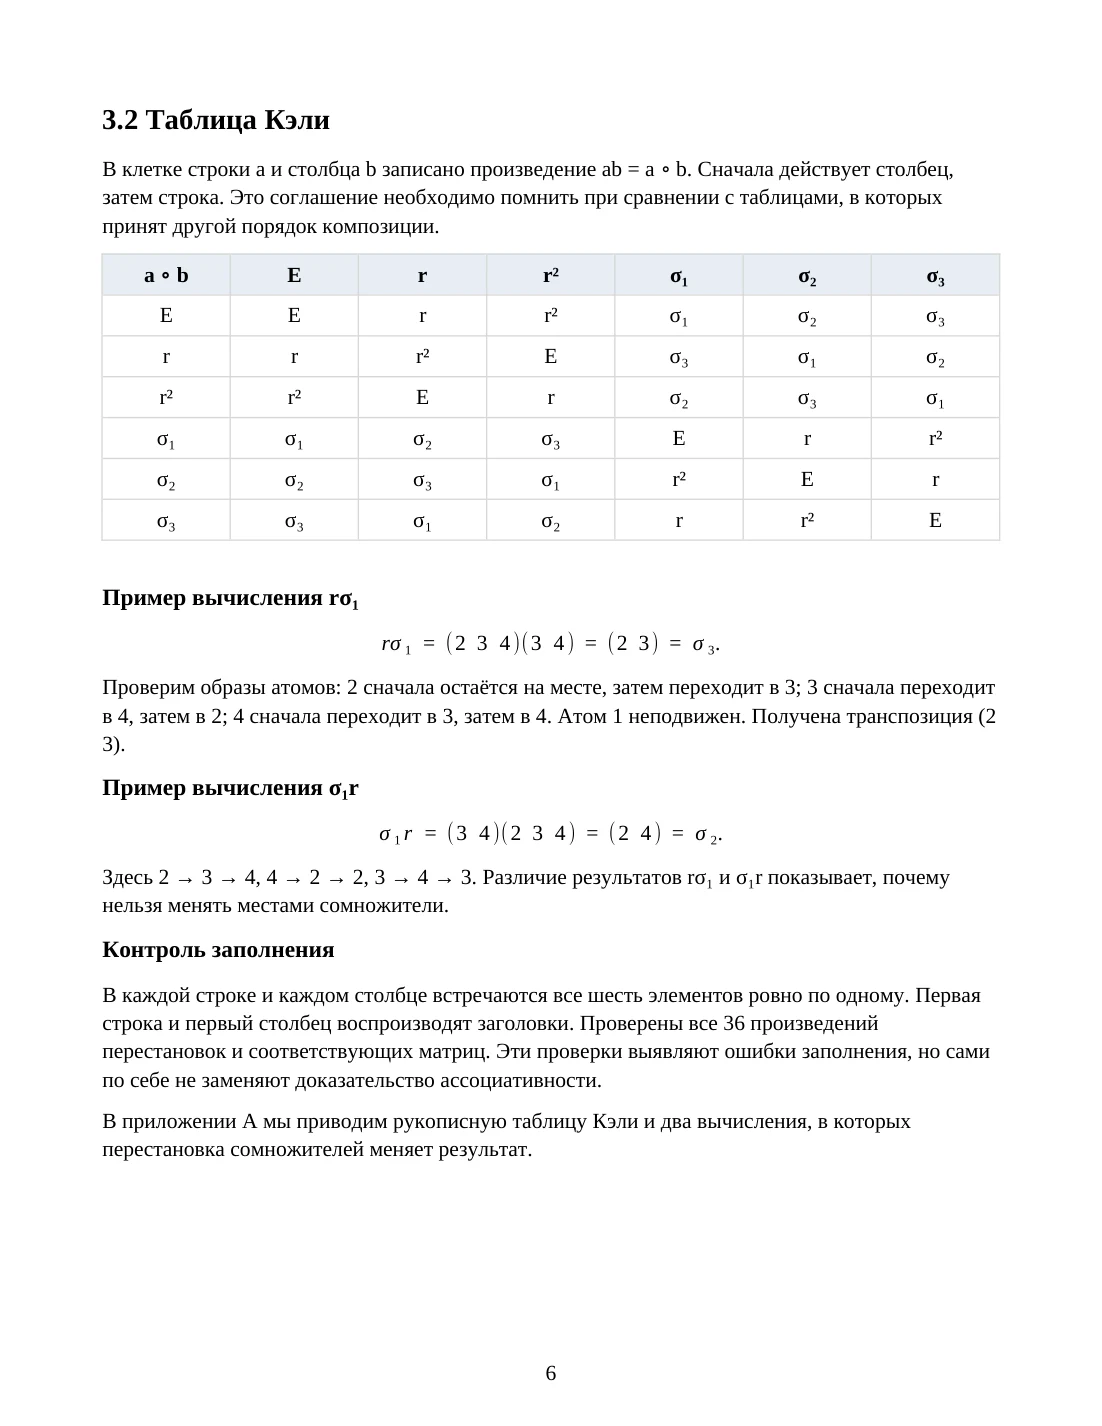 3.2 Таблица Кэли
В клетке строки a и столбца b записано произведение ab = a ∘ b. Сначала действует столбец,
затем строка. Это соглашение необходимо помнить при сравнении с таблицами, в которых
принят другой порядок композиции.
a ∘ b E r r² σ₁ σ₂ σ₃
E E r r² σ₁ σ₂ σ₃
r r r² E σ₃ σ₁ σ₂
r² r² E r σ₂ σ₃ σ₁
σ₁ σ₁ σ₂ σ₃ E r r²
σ₂ σ₂ σ₃ σ₁ r² E r
σ₃ σ₃ σ₁ σ₂ r r² E
Пример вычисления rσ₁
rσ₁ = (2 3 4)(3 4) = (2 3) = σ₃.
Проверим образы атомов: 2 сначала остаётся на месте, затем переходит в 3; 3 сначала переходит
в 4, затем в 2; 4 сначала переходит в 3, затем в 4. Атом 1 неподвижен. Получена транспозиция (2
3).
Пример вычисления σ₁r
σ₁r = (3 4)(2 3 4) = (2 4) = σ₂.
Здесь 2 → 3 → 4, 4 → 2 → 2, 3 → 4 → 3. Различие результатов rσ₁ и σ₁r показывает, почему
нельзя менять местами сомножители.
Контроль заполнения
В каждой строке и каждом столбце встречаются все шесть элементов ровно по одному. Первая
строка и первый столбец воспроизводят заголовки. Проверены все 36 произведений
перестановок и соответствующих матриц. Эти проверки выявляют ошибки заполнения, но сами
по себе не заменяют доказательство ассоциативности.
В приложении А мы приводим рукописную таблицу Кэли и два вычисления, в которых
перестановка сомножителей меняет результат.
6